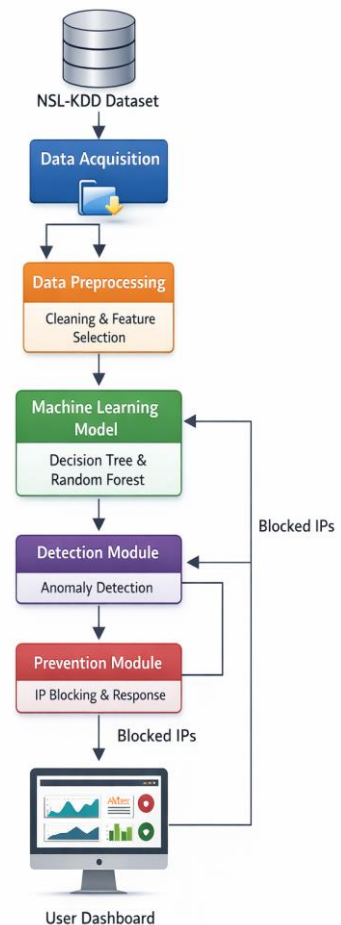 NSL-KDD Dataset
Data Acquisition
Data Preprocessing
Cleaning & Feature
Selection
Machine Learning
Model
Decision Tree &
Random Forest
Blocked IPs
Detection Module
Anomaly Detection
Prevention Module
IP Blocking & Response
Blocked IPs
User Dashboard